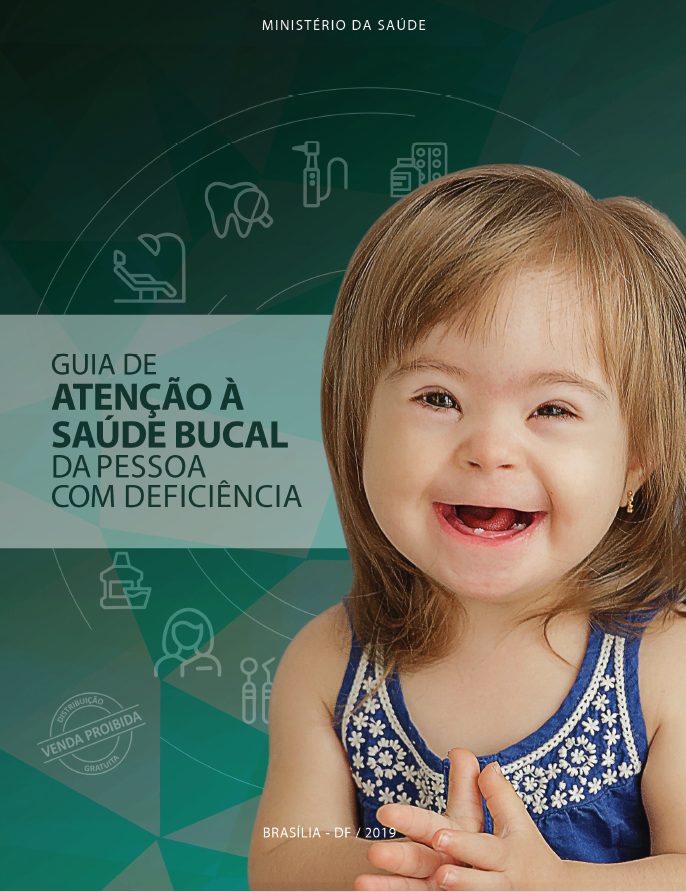 MINISTÉRIO DA SAÚDE
GUIA DE
ATENÇÃO À
SAÚDE BUCAL
DA PESSOA
COM DEFICIÊNCIA
DISTRIBUIÇÃO
VENDA PROIBIDA
GRATUITA
BRASÍLIA - DF / 2019